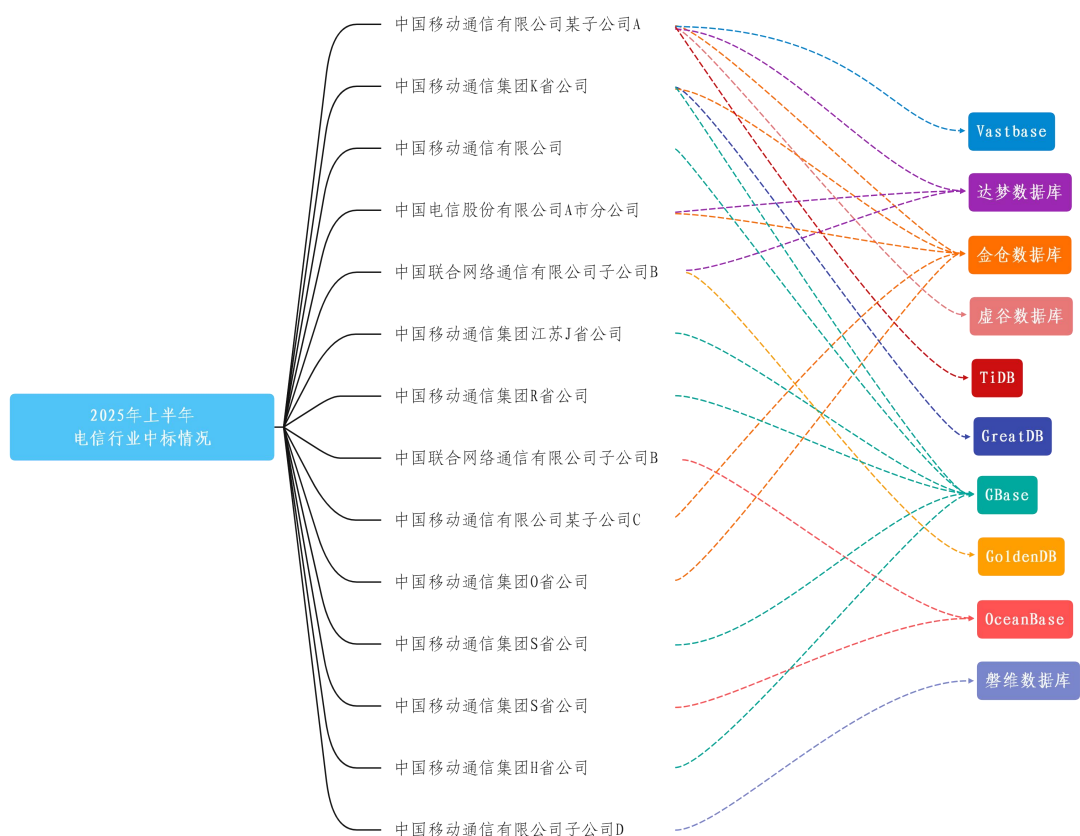 2025年上半年
电信行业中标情况
中国移动通信有限公司某子公司A
中国移动通信集团K省公司
中国移动通信有限公司
中国电信股份有限公司A市分公司
中国联合网络通信有限公司子公司B
中国移动通信集团江苏J省公司
中国移动通信集团R省公司
中国联合网络通信有限公司子公司B
中国移动通信有限公司某子公司C
中国移动通信集团O省公司
中国移动通信集团S省公司
中国移动通信集团S省公司
中国移动通信集团H省公司
中国移动通信有限公司子公司D
Vastbase
达梦数据库
金仓数据库
虚谷数据库
TiDB
GreatDB
GBase
GoldenDB
OceanBase
磐维数据库